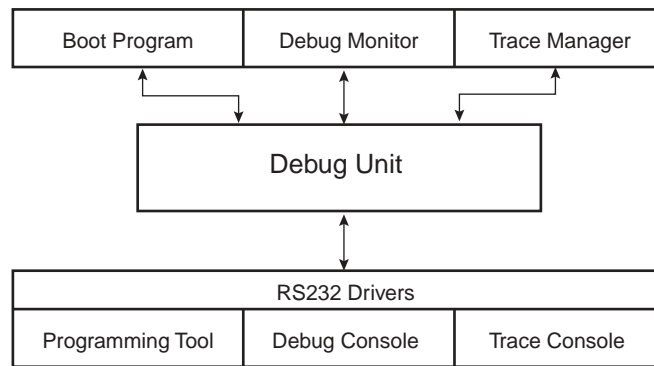 Boot Program
Debug Monitor
Trace Manager
Debug Unit
RS232 Drivers
Programming Tool
Debug Console
Trace Console